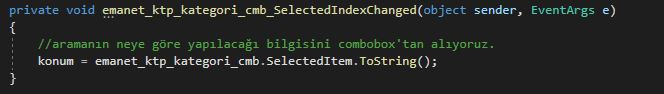 private void emanet_ktp_kategori_cmb_SelectedIndexChanged(object sender, EventArgs e)
{
//aramanın neye göre yapılacağı bilgisini combobox'tan alıyoruz.
konum = emanet_ktp_kategori_cmb.SelectedItem.ToString();
}